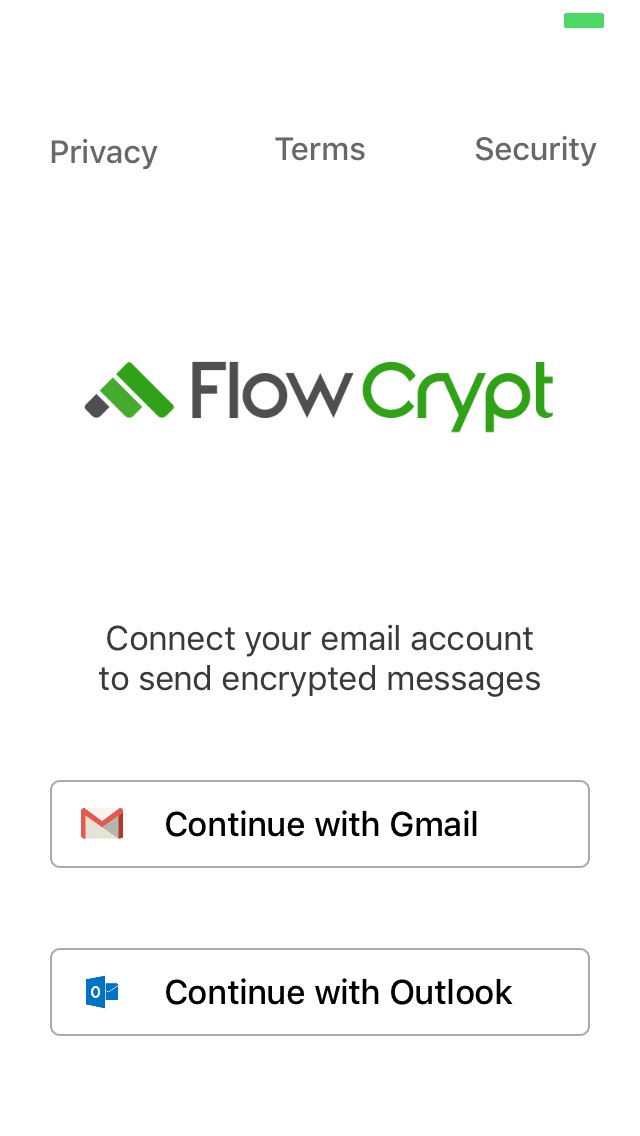 Privacy
Terms
Security
FlowCrypt
Connect your email account
to send encrypted messages
Continue with Gmail
Continue with Outlook